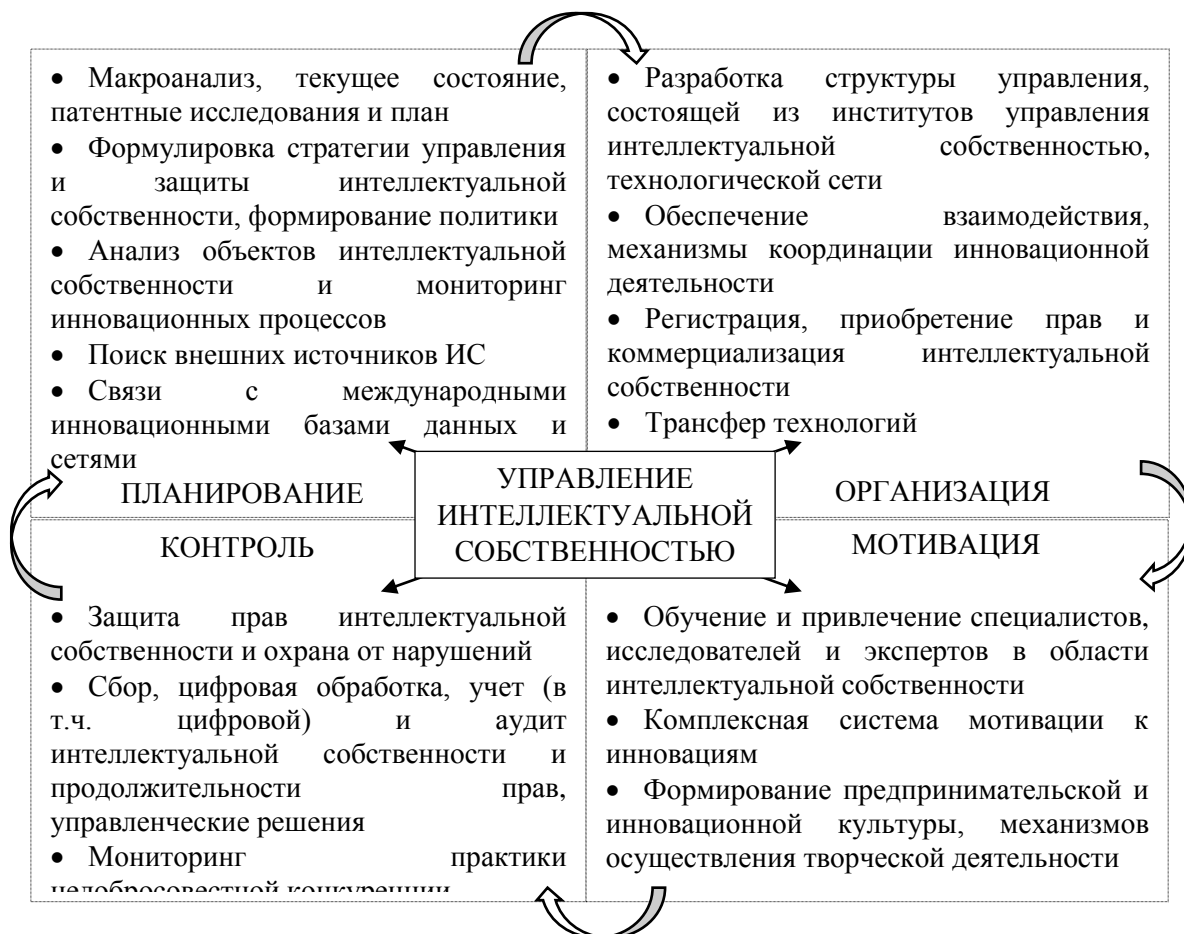 • Макроанализ, текущее состояние,
патентные исследования и план
• Формулировка стратегии управления
и защиты интеллектуальной
собственности, формирование политики
• Анализ объектов интеллектуальной
собственности и мониторинг
инновационных процессов
• Поиск внешних источников ИС
• Связи с международными
инновационными базами данных и
сетями
ПЛАНИРОВАНИЕ
• Разработка структуры управления,
состоящей из институтов управления
интеллектуальной собственностью,
технологической сети
• Обеспечение взаимодействия,
механизмы координации инновационной
деятельности
• Регистрация, приобретение прав и
коммерциализация интеллектуальной
собственности
• Трансфер технологий
ОРГАНИЗАЦИЯ
УПРАВЛЕНИЕ
ИНТЕЛЛЕКТУАЛЬНОЙ
СОБСТВЕННОСТЬЮ
КОНТРОЛЬ
• Защита прав интеллектуальной
собственности и охрана от нарушений
• Сбор, цифровая обработка, учет (в
т.ч. цифровой) и аудит
интеллектуальной собственности и
продолжительности прав,
управленческие решения
• Мониторинг практики
недобросовестной конкуренции
МОТИВАЦИЯ
• Обучение и привлечение специалистов,
исследователей и экспертов в области
интеллектуальной собственности
• Комплексная система мотивации к
инновациям
• Формирование предпринимательской и
инновационной культуры, механизмов
осуществления творческой деятельности